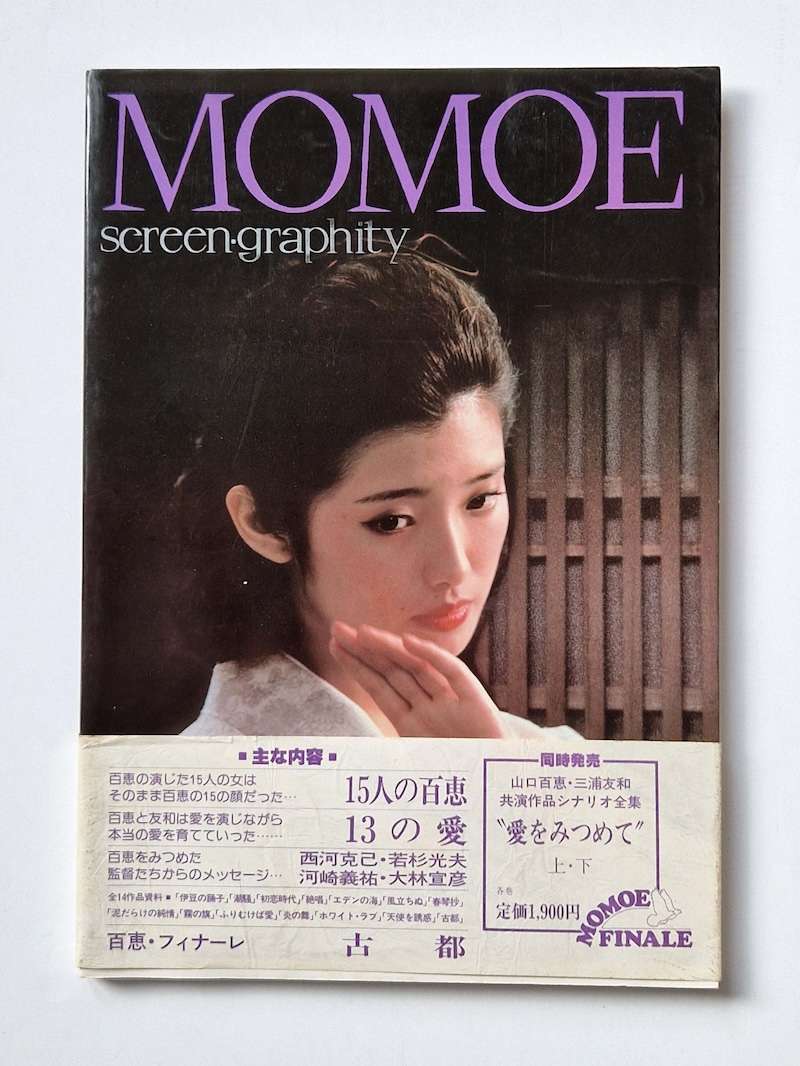 MOMOE
screen·graphity
■主な内容■
百恵の演じた15人の女は
そのまま百恵の15の顔だった…
15人の百恵
百恵と友和は愛を演じながら
本当の愛を育てていった……
13の愛
百恵をみつめた
監督たちからのメッセージ…
西河克己・若杉光夫
河崎義祐・大林宣彦
全14作品資料■「伊豆の踊子」「潮騒」「初恋時代」「絶唱」「エデンの海」「風立ちぬ」「春琴抄」
「泥だらけの純情」「霧の旗」「ふりむけば愛」「炎の舞」「ホワイト・ラブ」「天使を誘惑」「古都」
百恵・フィナーレ
古都
同時発売
山口百恵・三浦友和
共演作品シナリオ全集
〝愛をみつめて〟
上・下
各巻
定価1,900円
MOMOE
FINALE